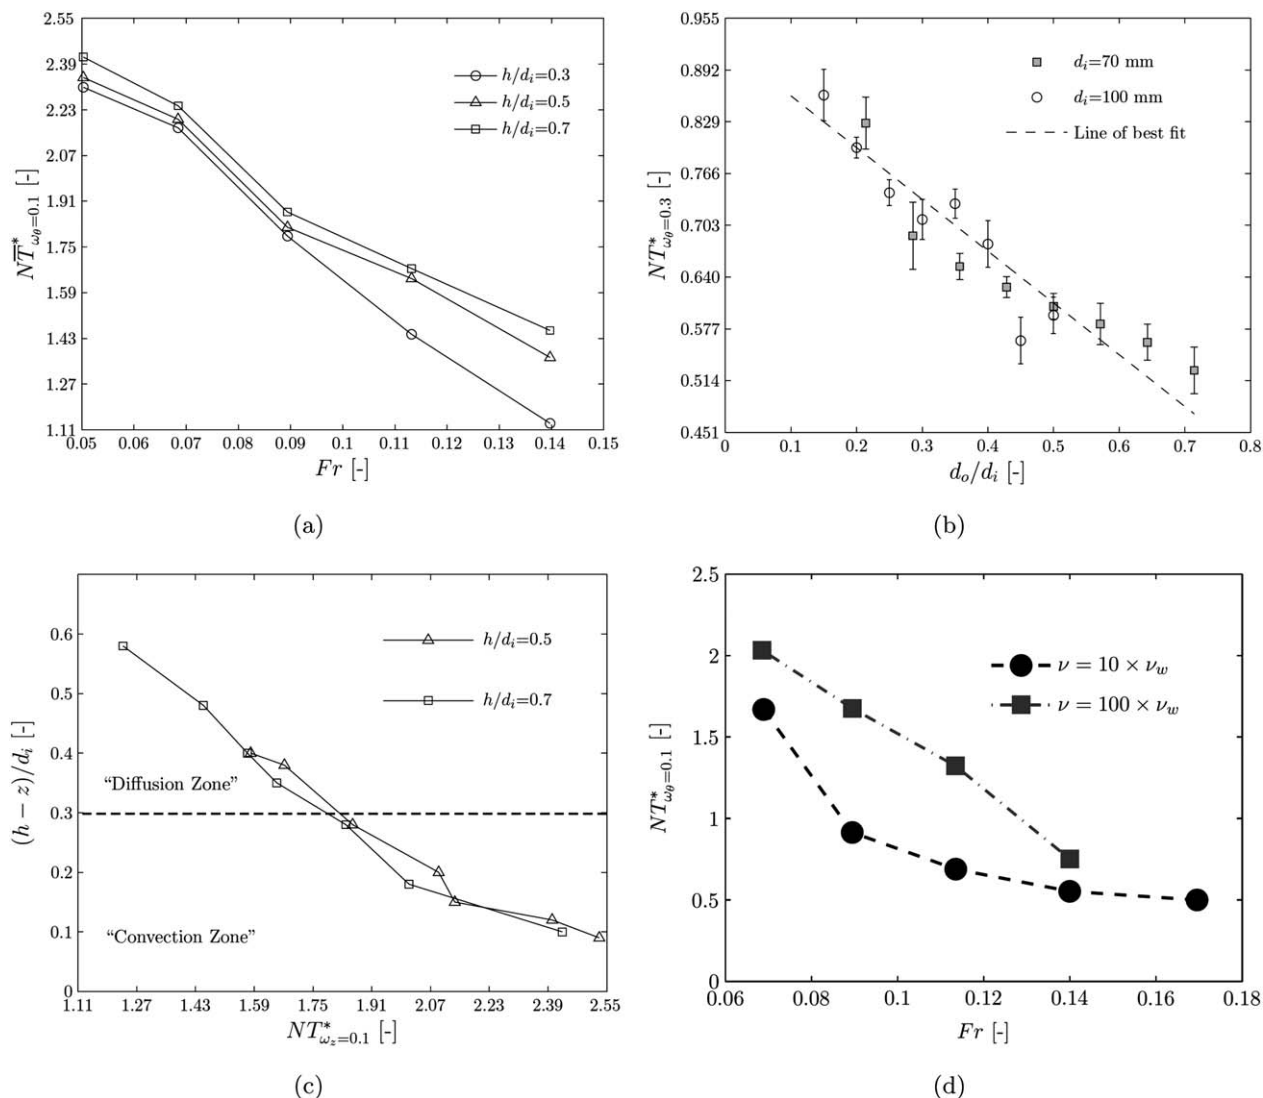 2.55
2.39
2.23
2.07
1.91
1.75
1.59
1.43
1.27
1.11
0.05 0.06 0.07 0.08 0.09 0.1 0.11 0.12 0.13 0.14 0.15
N\overline{T}*ωθ=0.1 [-]
Fr [-]
h/di=0.3
h/di=0.5
h/di=0.7
(a)
0.955
0.892
0.829
0.766
0.703
0.640
0.577
0.514
0.451
0 0.1 0.2 0.3 0.4 0.5 0.6 0.7 0.8
NT*ωθ=0.3 [-]
do/di [-]
di=70 mm
di=100 mm
Line of best fit
(b)
0.6
0.5
0.4
0.3
0.2
0.1
0
1.11 1.27 1.43 1.59 1.75 1.91 2.07 2.23 2.39 2.55
(h − z)/di [-]
NT*ωz=0.1 [-]
h/di=0.5
h/di=0.7
“Diffusion Zone”
“Convection Zone”
(c)
2.5
2
1.5
1
0.5
0
0.06 0.08 0.1 0.12 0.14 0.16 0.18
NT*ωθ=0.1 [-]
Fr [-]
ν = 10 × νw
ν = 100 × νw
(d)